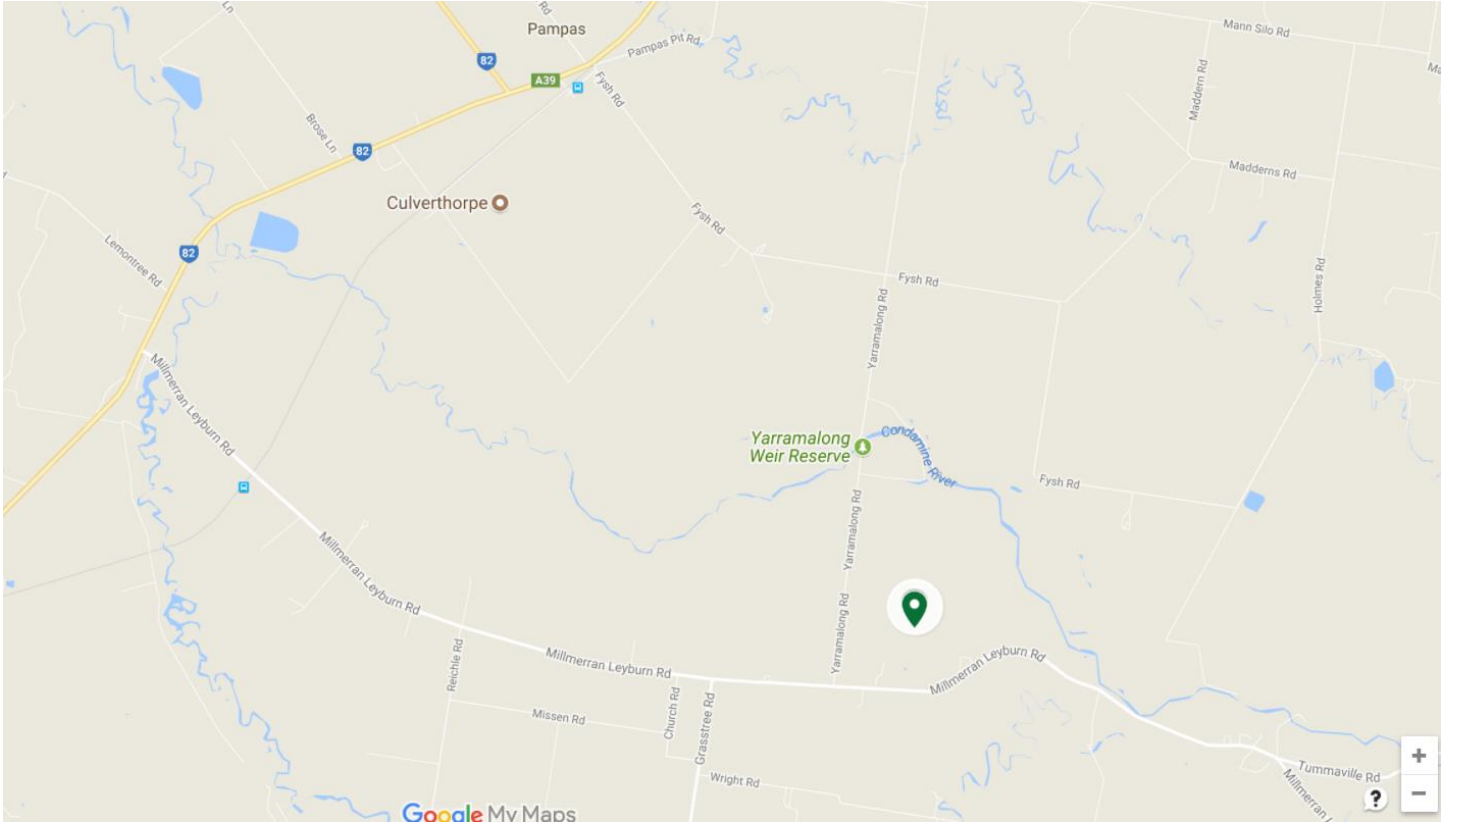 Ln
Rd
Pampas
Mann Silo Rd
82
Pampas Pit Rd
A39
Fysh Rd
Maddern Rd
Brose Ln
82
Madderns Rd
Culverthorpe
Fysh Rd
82
Lemontree Rd
Fysh Rd
Holmes Rd
Yarramalong Rd
Millmerran Leyburn Rd
Yarramalong
Weir Reserve
Condamine River
Fysh Rd
Yarramalong Rd
Millmerran Leyburn Rd
Yarramalong Rd
Reichle Rd
Millmerran Leyburn Rd
Millmerran Leyburn Rd
Church Rd
Grasstree Rd
Missen Rd
Wright Rd
Tummaville Rd
Google My Maps
+
−
?